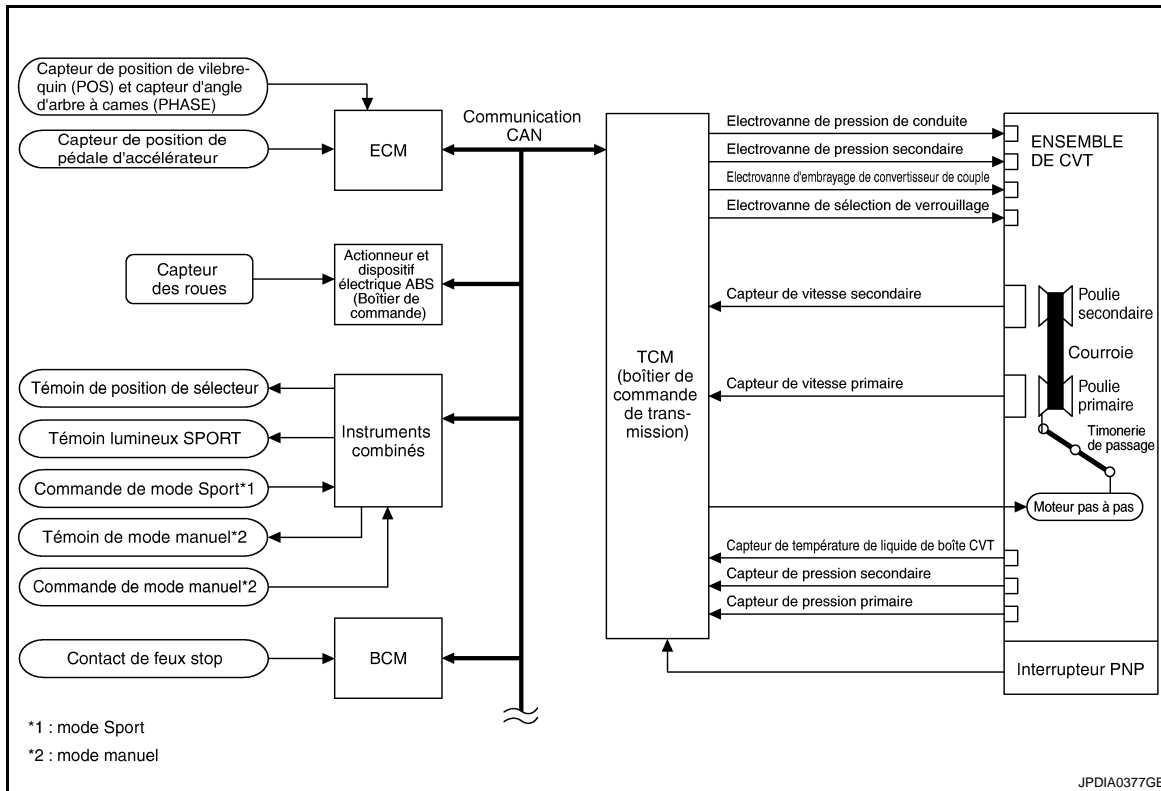 Capteur de position de vilebre-
quin (POS) et capteur d'angle
d'arbre à cames (PHASE)
Capteur de position de
pédale d'accélérateur
ECM
Communication
CAN
Capteur
des roues
Actionneur et
dispositif
électrique ABS
(Boîtier de
commande)
Témoin de position de sélecteur
Témoin lumineux SPORT
Commande de mode Sport*1
Témoin de mode manuel*2
Commande de mode manuel*2
Instruments
combinés
Contact de feux stop
BCM
TCM
(boîtier de
commande
de trans-
mission)
Electrovanne de pression de conduite
Electrovanne de pression secondaire
Electrovanne d'embrayage de convertisseur de couple
Electrovanne de sélection de verrouillage
Capteur de vitesse secondaire
Capteur de vitesse primaire
Capteur de température de liquide de boîte CVT
Capteur de pression secondaire
Capteur de pression primaire
ENSEMBLE
DE CVT
Poulie
secondaire
Courroie
Poulie
primaire
Timonerie
de passage
Moteur pas à pas
Interrupteur PNP
*1 : mode Sport
*2 : mode manuel
JPDIA0377GE